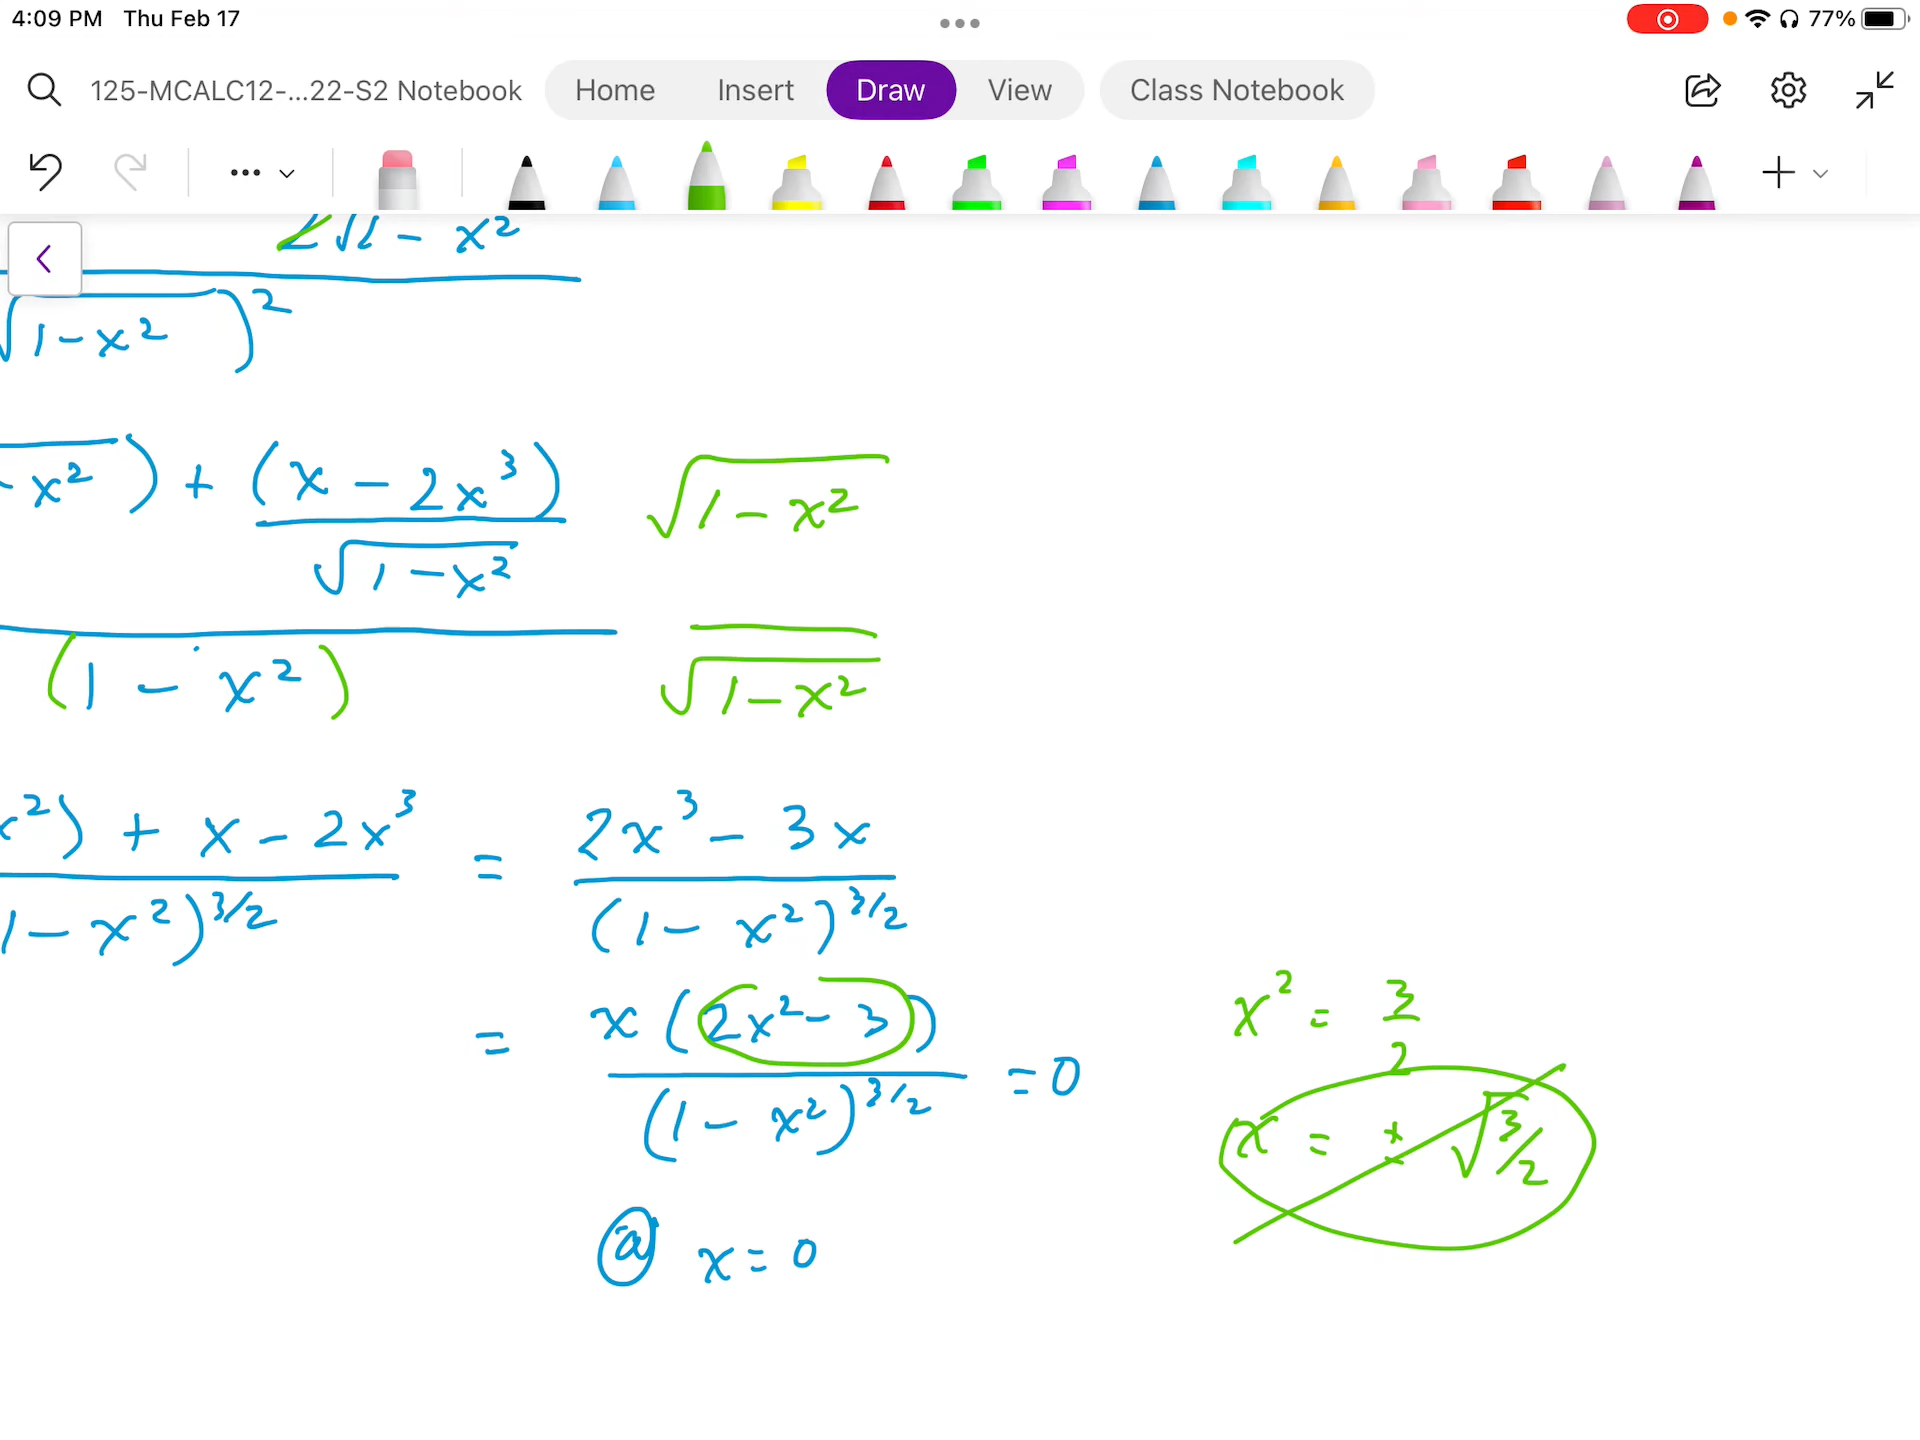 4:09 PM Thu Feb 17 77%
125-MCALC12-...22-S2 Notebook Home Insert Draw View Class Notebook
2√1 - x²
√1-x² )²
- x² ) + (x - 2x³) √1 - x²
√1-x²
(1 - x²) √1-x²
x²) + x - 2x³ = 2x³ - 3x
1 - x²)^3/2 (1 - x²)^3/2
= x (2x² - 3) = 0
(1 - x²)^3/2
x² = 3/2
x = ± √3/2
@ x = 0